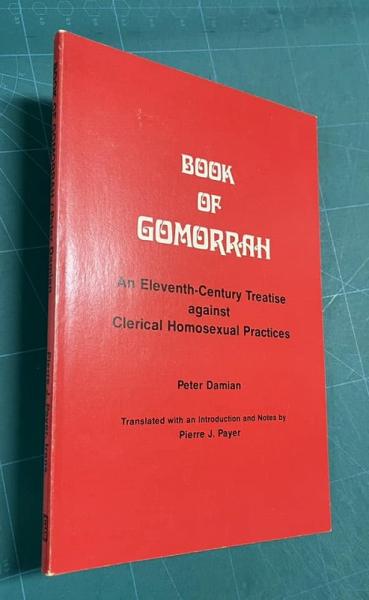 BOOK
OF
GOMORRAH
An Eleventh-Century Treatise
against
Clerical Homosexual Practices
Peter Damian
Translated with an Introduction and Notes by
Pierre J. Payer